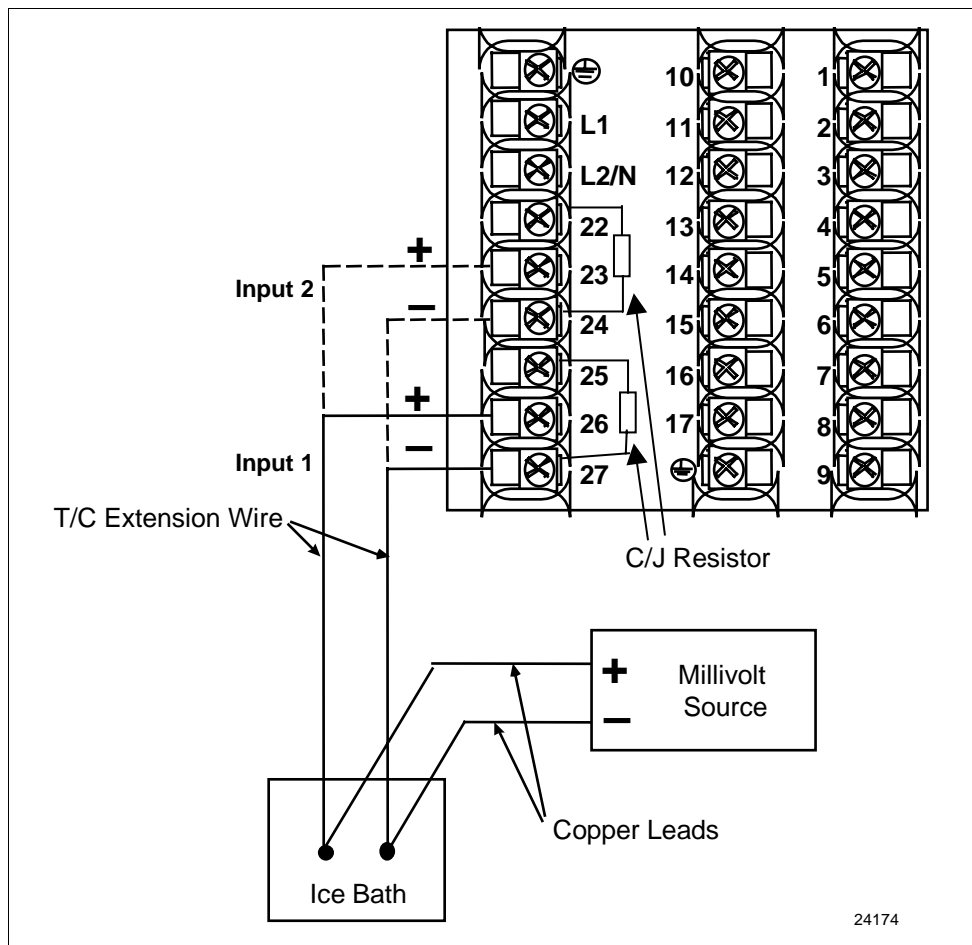 10 1
L1 11 2
L2/N 12 3
22 13 4
+ 23 14 5
Input 2
− 24 15 6
25 16 7
+ 26 17 8
− 
Input 1 27 9
T/C Extension Wire
C/J Resistor
+ Millivolt
− Source
Copper Leads
Ice Bath
24174